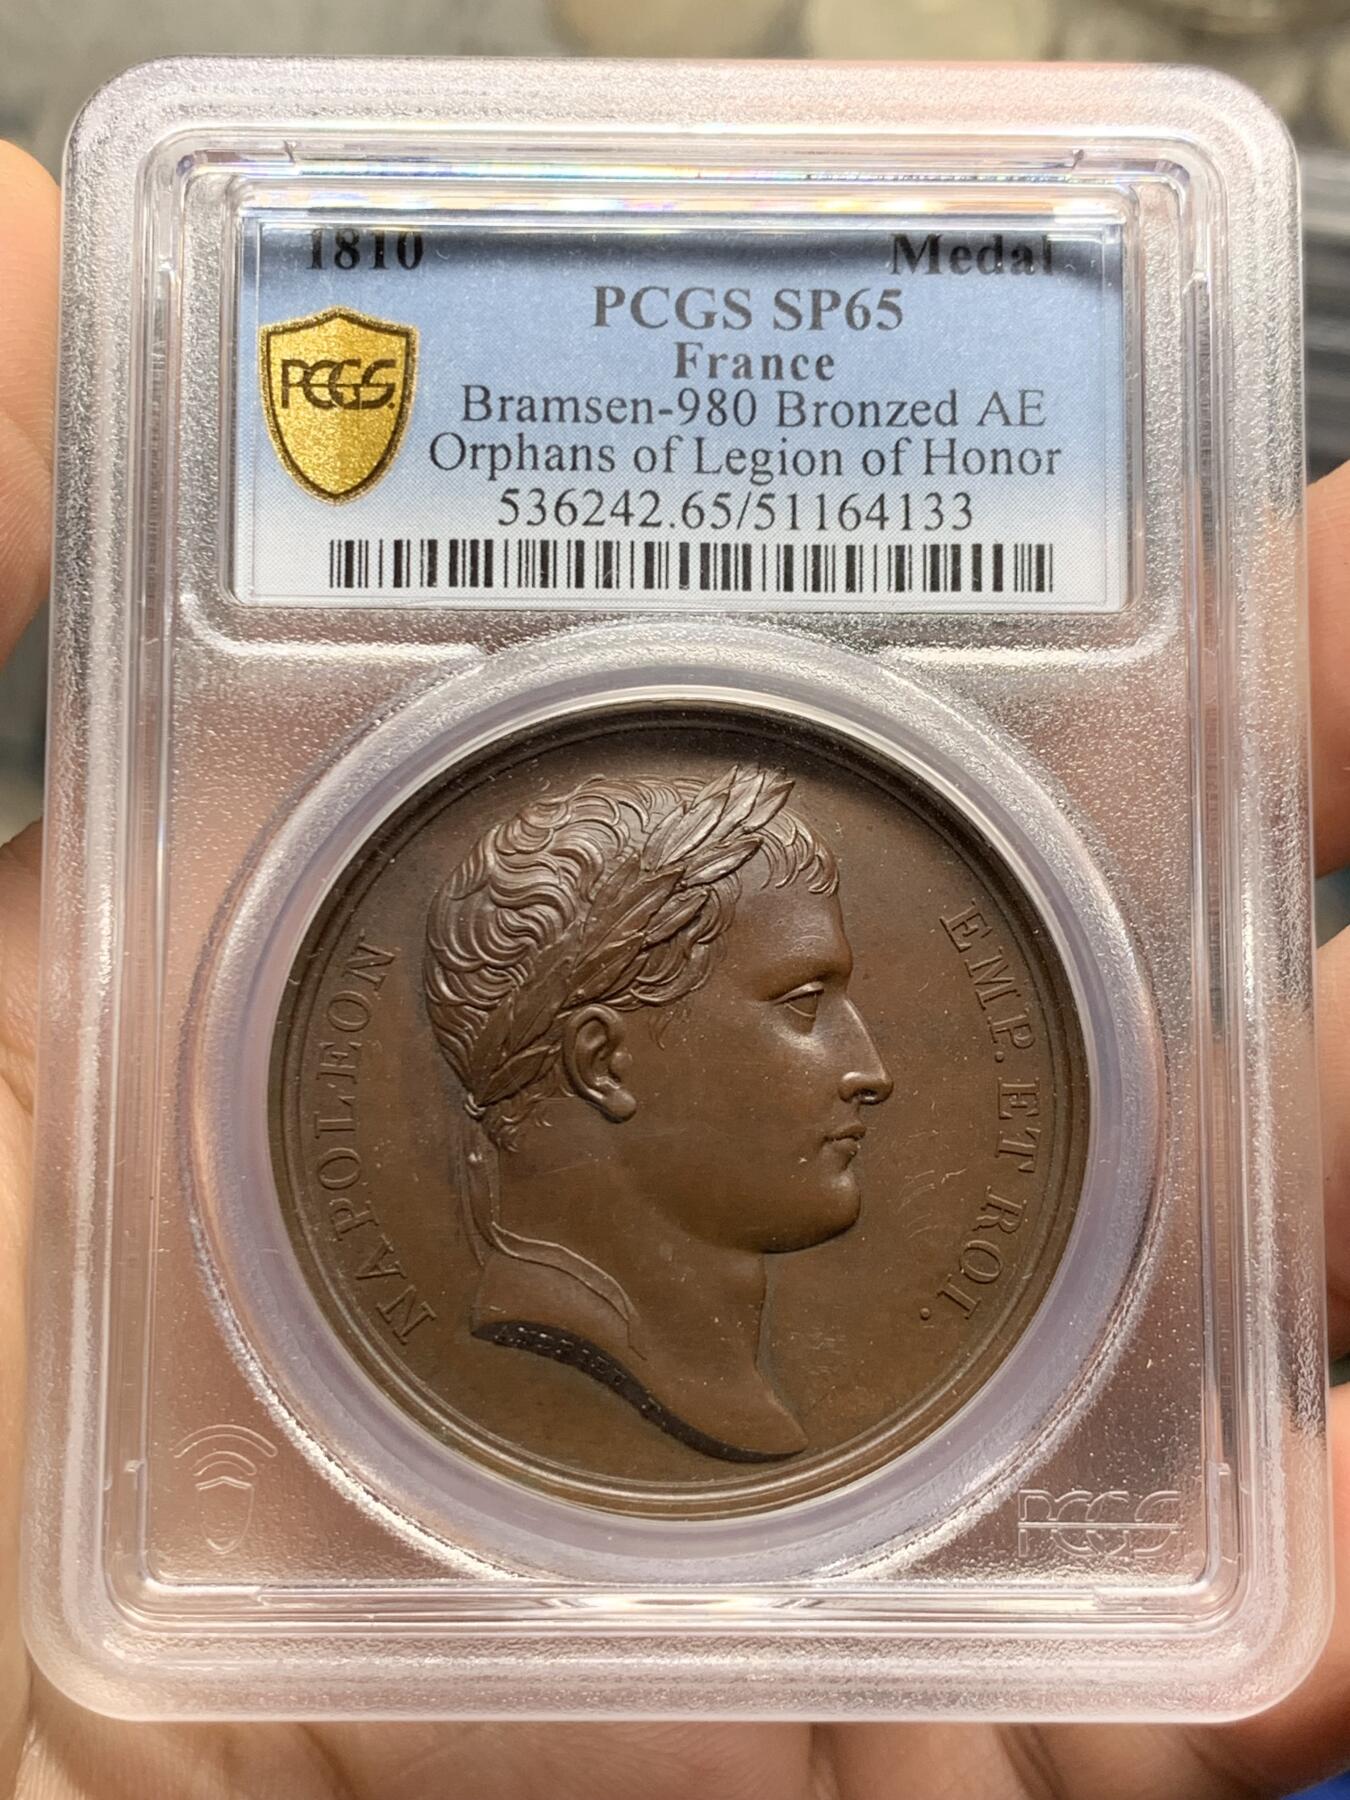 1810 Medal
PCGS SP65
France
PCGS
Bramsen-980 Bronzed AE
Orphans of Legion of Honor
536242.65/51164133
NAPOLEON EMP. ET ROI.
PCGS